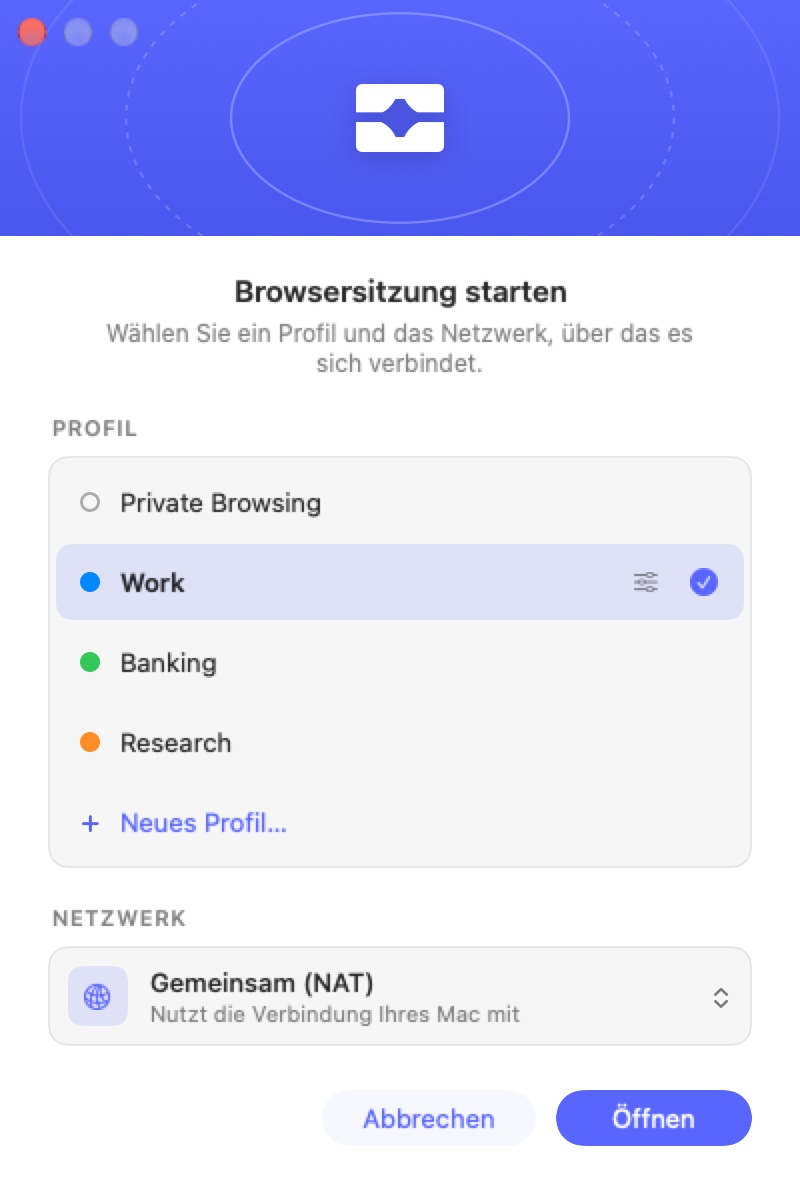 Browsersitzung starten
Wählen Sie ein Profil und das Netzwerk, über das es
sich verbindet.
PROFIL
Private Browsing
Work
Banking
Research
+ Neues Profil...
NETZWERK
Gemeinsam (NAT)
Nutzt die Verbindung Ihres Mac mit
Abbrechen
Öffnen